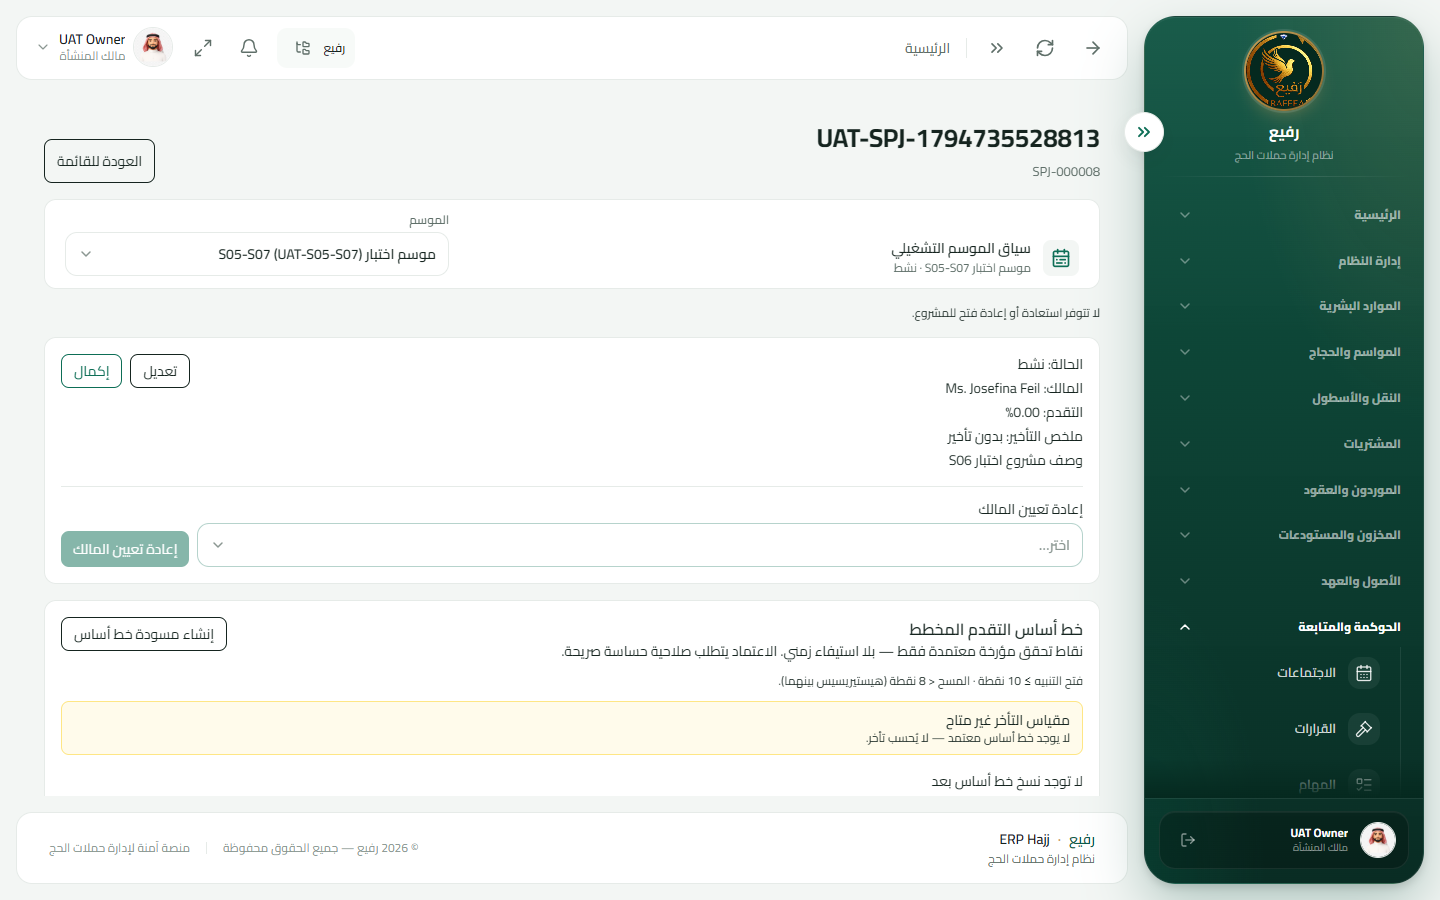 رفيع
RAFEEA
رفيع
نظام إدارة حملات الحج
الرئيسية
إدارة النظام
الموارد البشرية
المواسم والحجاج
النقل والأسطول
المشتريات
الموردون والعقود
المخزون والمستودعات
الأصول والعهد
الحوكمة والمتابعة
الاجتماعات
القرارات
المهام
UAT Owner
مالك المنشأة
الرئيسية
رفيع
UAT Owner
مالك المنشأة
UAT-SPJ-1794735528813
SPJ-000008
العودة للقائمة
سياق الموسم التشغيلي
موسم اختبار S05-S07 · نشط
الموسم
موسم اختبار S05-S07 (UAT-S05-S07)
لا تتوفر استعادة أو إعادة فتح للمشروع.
الحالة: نشط
المالك: Ms. Josefina Feil
التقدم: 0.00%
ملخص التأخير: بدون تأخير
وصف مشروع اختبار S06
تعديل
إكمال
إعادة تعيين المالك
اختر...
إعادة تعيين المالك
خط أساس التقدم المخطط
نقاط تحقق مؤرخة معتمدة فقط — بلا استيفاء زمني. الاعتماد يتطلب صلاحية حساسة صريحة.
إنشاء مسودة خط أساس
فتح التنبيه ≥ 10 نقطة · المسح < 8 نقطة (هيستيريسيس بينهما).
مقياس التأخر غير متاح
لا يوجد خط أساس معتمد — لا يُحسب تأخر.
لا توجد نسخ خط أساس بعد
رفيع · ERP Hajj
نظام إدارة حملات الحج
© 2026 رفيع — جميع الحقوق محفوظة
منصة آمنة لإدارة حملات الحج